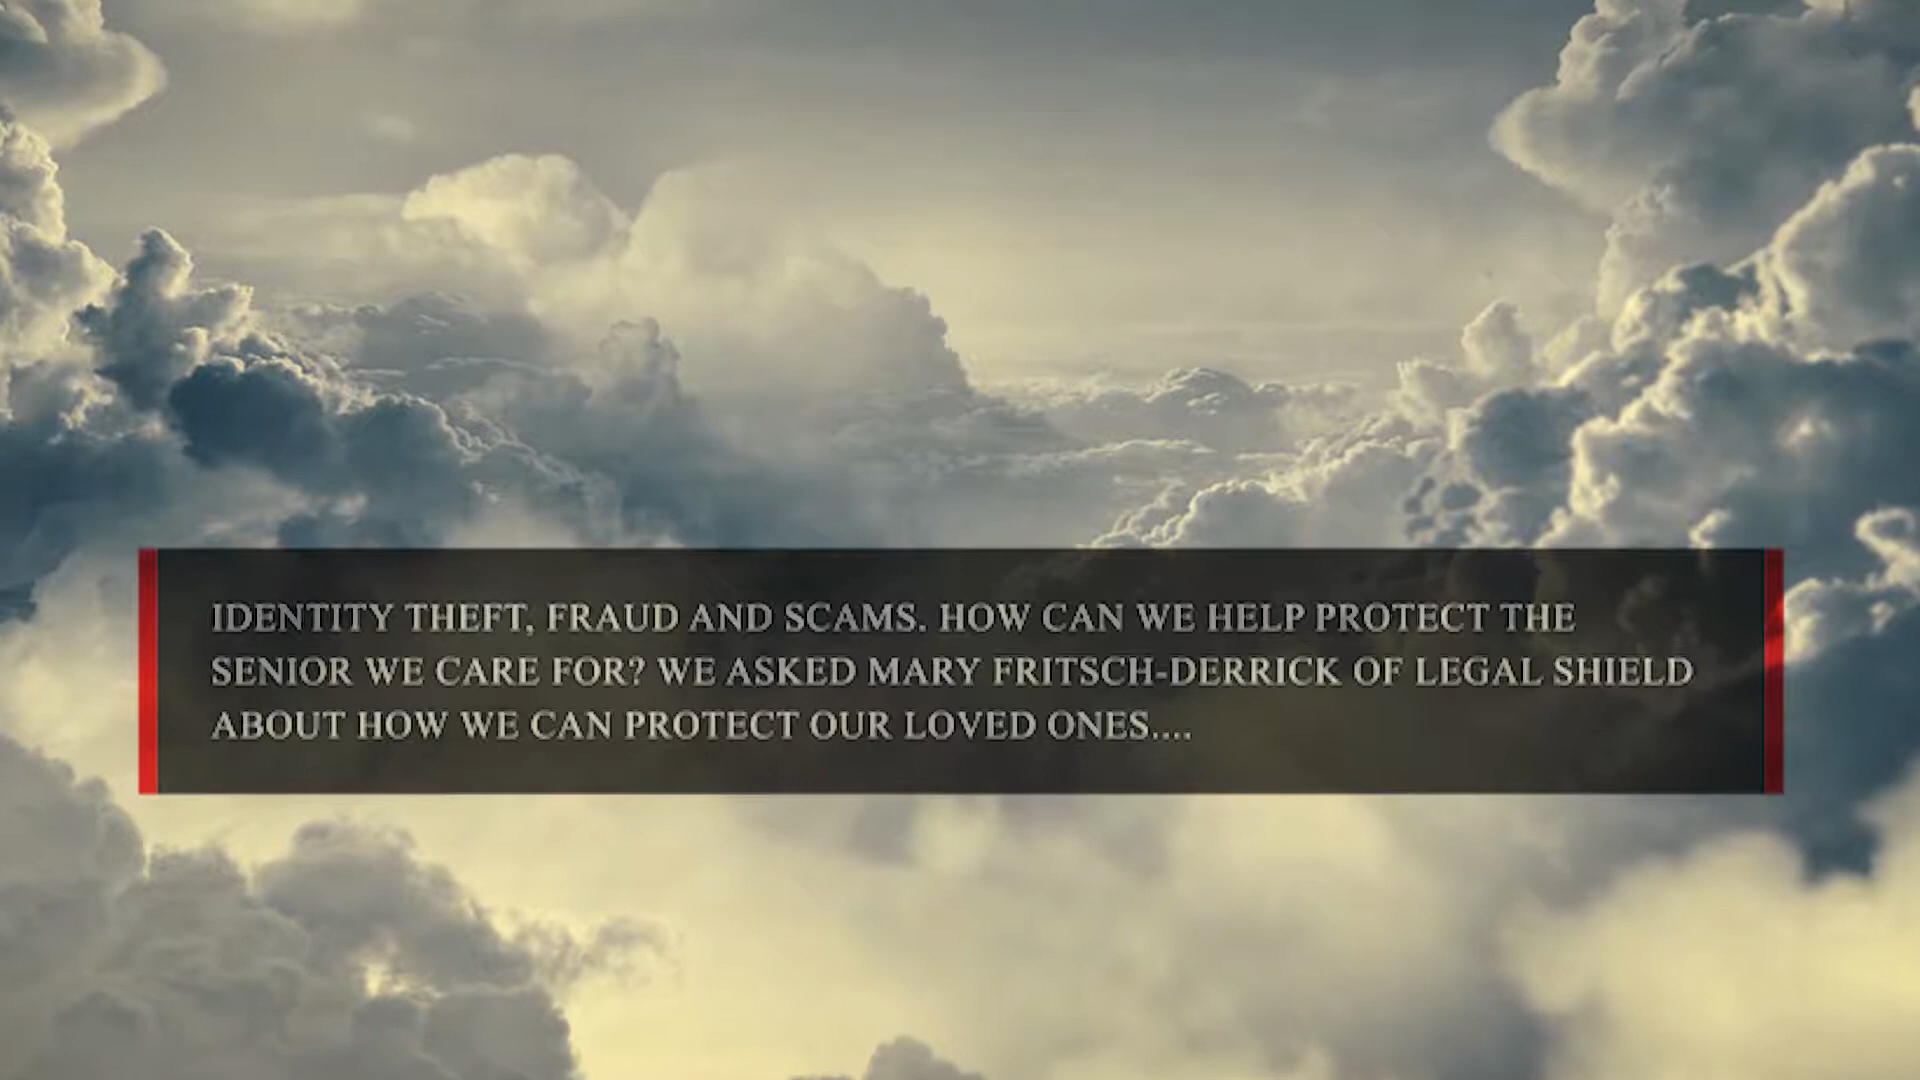 IDENTITY THEFT, FRAUD AND SCAMS. HOW CAN WE HELP PROTECT THE
SENIOR WE CARE FOR? WE ASKED MARY FRITSCH-DERRICK OF LEGAL SHIELD
ABOUT HOW WE CAN PROTECT OUR LOVED ONES....